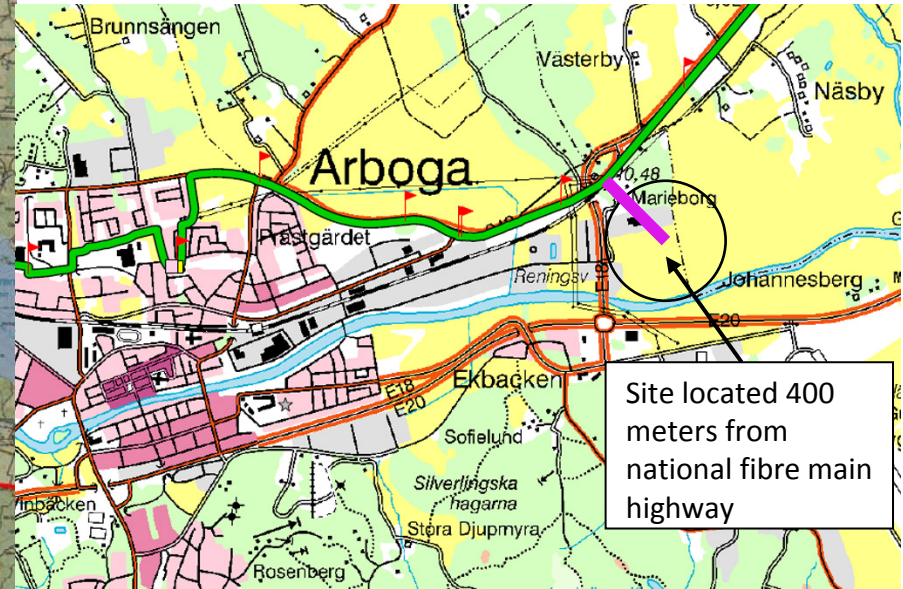 Brunnsängen
Västerby
Näsby
Arboga
10,48
Marieborg
Prästgärdet
Reningsv
E18
Johannesberg
E20
Ekbacken
E18
E20
Sofielund
Silverlingska
hagarna
Stora Djupmyra
Rosenberg
Site located 400
meters from
national fibre main
highway